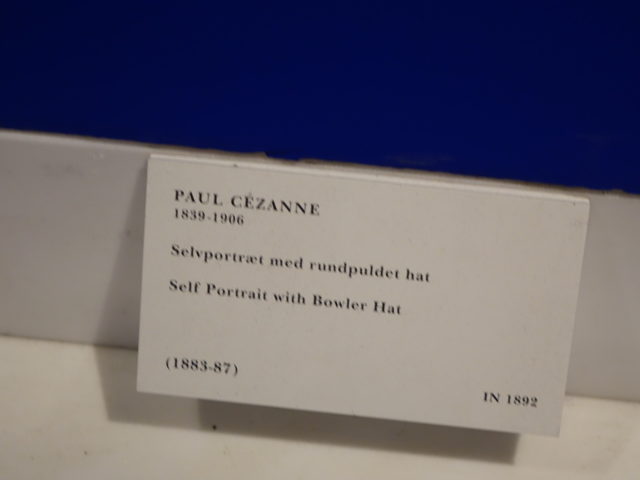 PAUL CÉZANNE
1839-1906
Selvportræt med rundpuldet hat
Self Portrait with Bowler Hat
(1883-87)
IN 1892